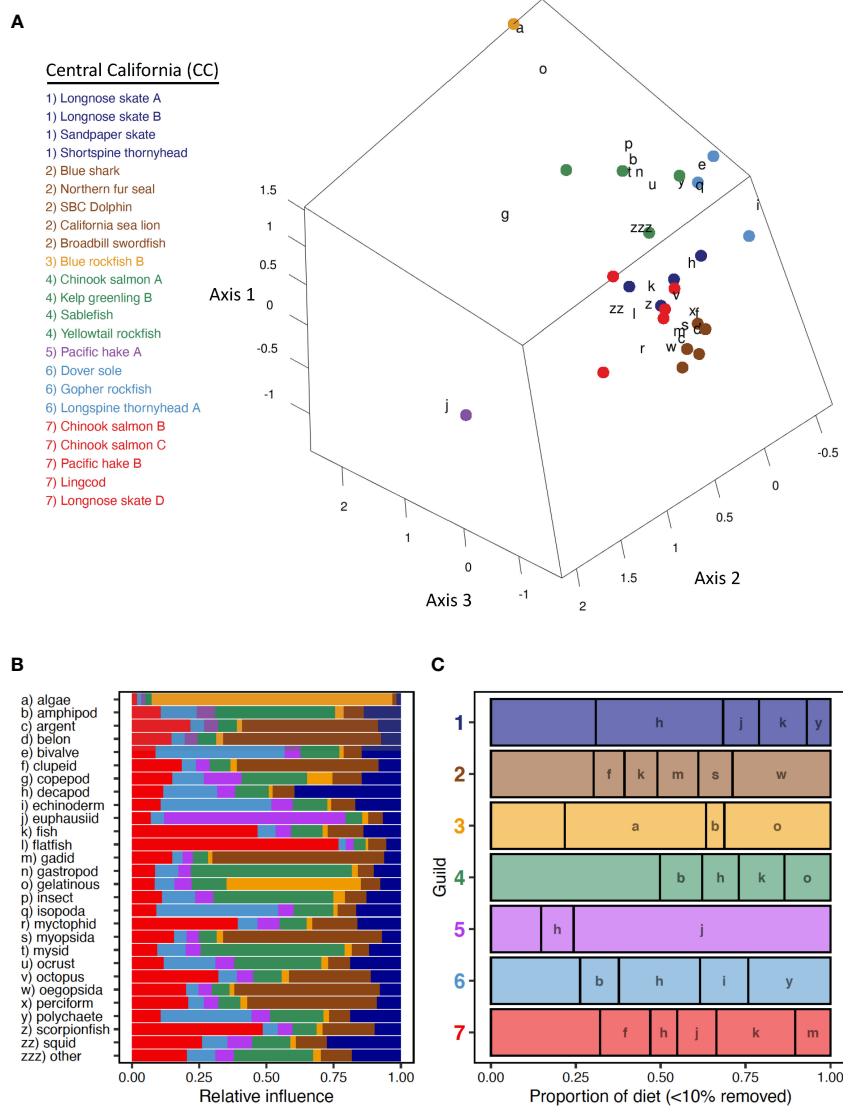 A
Central California (CC)
1) Longnose skate A
1) Longnose skate B
1) Sandpaper skate
1) Shortspine thornyhead
2) Blue shark
2) Northern fur seal
2) SBC Dolphin
2) California sea lion
2) Broadbill swordfish
3) Blue rockfish B
4) Chinook salmon A
4) Kelp greenling B
4) Sablefish
4) Yellowtail rockfish
5) Pacific hake A
6) Dover sole
6) Gopher rockfish
6) Longspine thornyhead A
7) Chinook salmon B
7) Chinook salmon C
7) Pacific hake B
7) Lingcod
7) Longnose skate D
a
o
p
b
t n
e
u
y
q
i
g
zzz
h
k
v
zz
z
l
x
f
s
d
m
c
r
w
j
1.5
1
0.5
0
-0.5
-1
Axis 1
2
1
0
-1
Axis 3
2
1.5
1
0.5
0
-0.5
Axis 2
B
a) algae
b) amphipod
c) argent
d) belon
e) bivalve
f) clupeid
g) copepod
h) decapod
i) echinoderm
j) euphausiid
k) fish
l) flatfish
m) gadid
n) gastropod
o) gelatinous
p) insect
q) isopoda
r) myctophid
s) myopsida
t) mysid
u) ocrust
v) octopus
w) oegopsida
x) perciform
y) polychaete
z) scorpionfish
zz) squid
zzz) other
0.00 0.25 0.50 0.75 1.00
Relative influence
C
Guild
1 h j k y
2 f k m s w
3 a b o
4 b h k o
5 h j
6 b h i y
7 f h j k m
0.00 0.25 0.50 0.75 1.00
Proportion of diet (<10% removed)